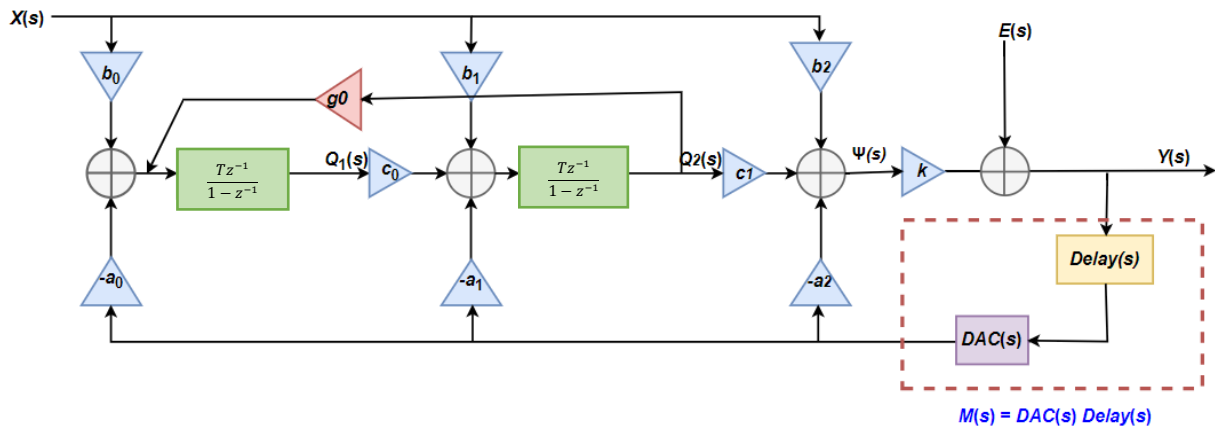 X(s)
E(s)
b₀
b₁
b2
g0
Tz⁻¹
1 − z⁻¹
Q₁(s)
c₀
Tz⁻¹
1 − z⁻¹
Q2(s)
c1
Ψ(s)
k
Y(s)
-a₀
-a₁
-a2
Delay(s)
DAC(s)
M(s) = DAC(s) Delay(s)